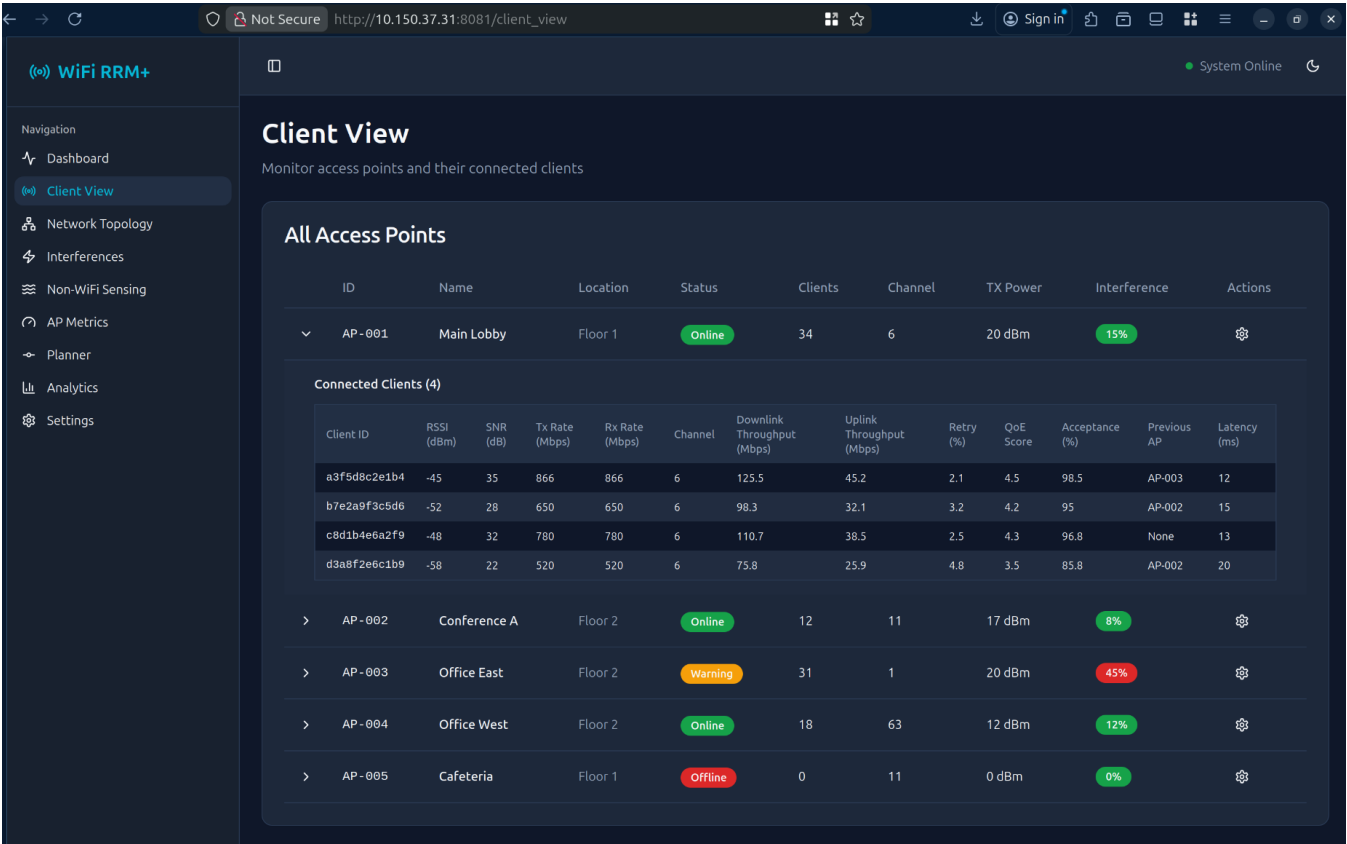 Not Secure http://10.150.37.31:8081/client_view Sign in
WiFi RRM+
System Online
Navigation
Dashboard
Client View
Network Topology
Interferences
Non-WiFi Sensing
AP Metrics
Planner
Analytics
Settings
Client View
Monitor access points and their connected clients
All Access Points
ID Name Location Status Clients Channel TX Power Interference Actions
AP-001 Main Lobby Floor 1 Online 34 6 20 dBm 15%
Connected Clients (4)
Client ID RSSI (dBm) SNR (dB) Tx Rate (Mbps) Rx Rate (Mbps) Channel Downlink Throughput (Mbps) Uplink Throughput (Mbps) Retry (%) QoE Score Acceptance (%) Previous AP Latency (ms)
a3f5d8c2e1b4 -45 35 866 866 6 125.5 45.2 2.1 4.5 98.5 AP-003 12
b7e2a9f3c5d6 -52 28 650 650 6 98.3 32.1 3.2 4.2 95 AP-002 15
c8d1b4e6a2f9 -48 32 780 780 6 110.7 38.5 2.5 4.3 96.8 None 13
d3a8f2e6c1b9 -58 22 520 520 6 75.8 25.9 4.8 3.5 85.8 AP-002 20
AP-002 Conference A Floor 2 Online 12 11 17 dBm 8%
AP-003 Office East Floor 2 Warning 31 1 20 dBm 45%
AP-004 Office West Floor 2 Online 18 63 12 dBm 12%
AP-005 Cafeteria Floor 1 Offline 0 11 0 dBm 0%